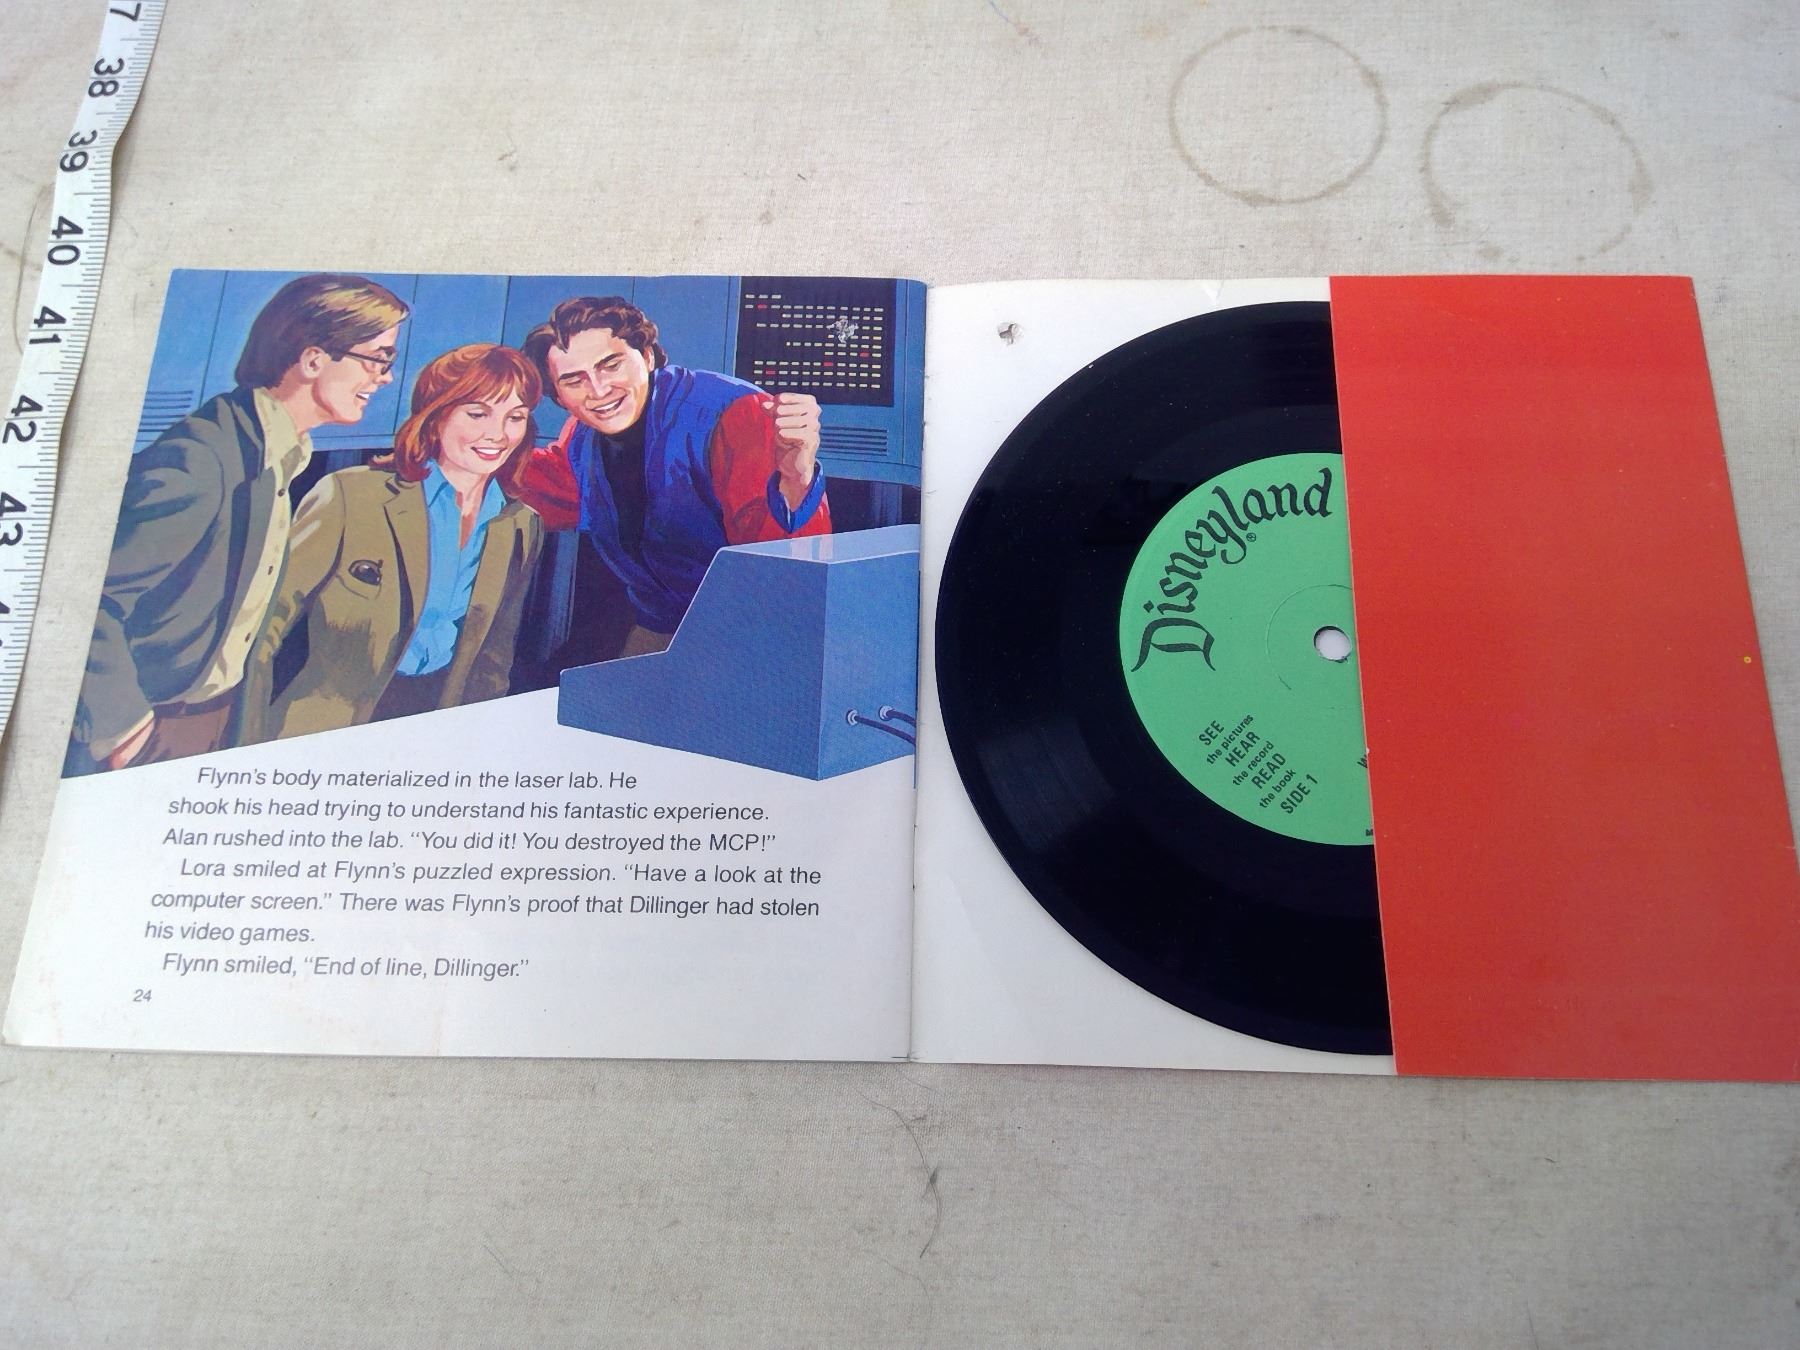 37
38
39
40
41
42
43
Flynn's body materialized in the laser lab. He
shook his head trying to understand his fantastic experience.
Alan rushed into the lab. “You did it! You destroyed the MCP!”
Lora smiled at Flynn's puzzled expression. “Have a look at the
computer screen.” There was Flynn's proof that Dillinger had stolen
his video games.
Flynn smiled, “End of line, Dillinger.”
24
Disneyland
®
SEE
the pictures
HEAR
the record
READ
the book
SIDE 1